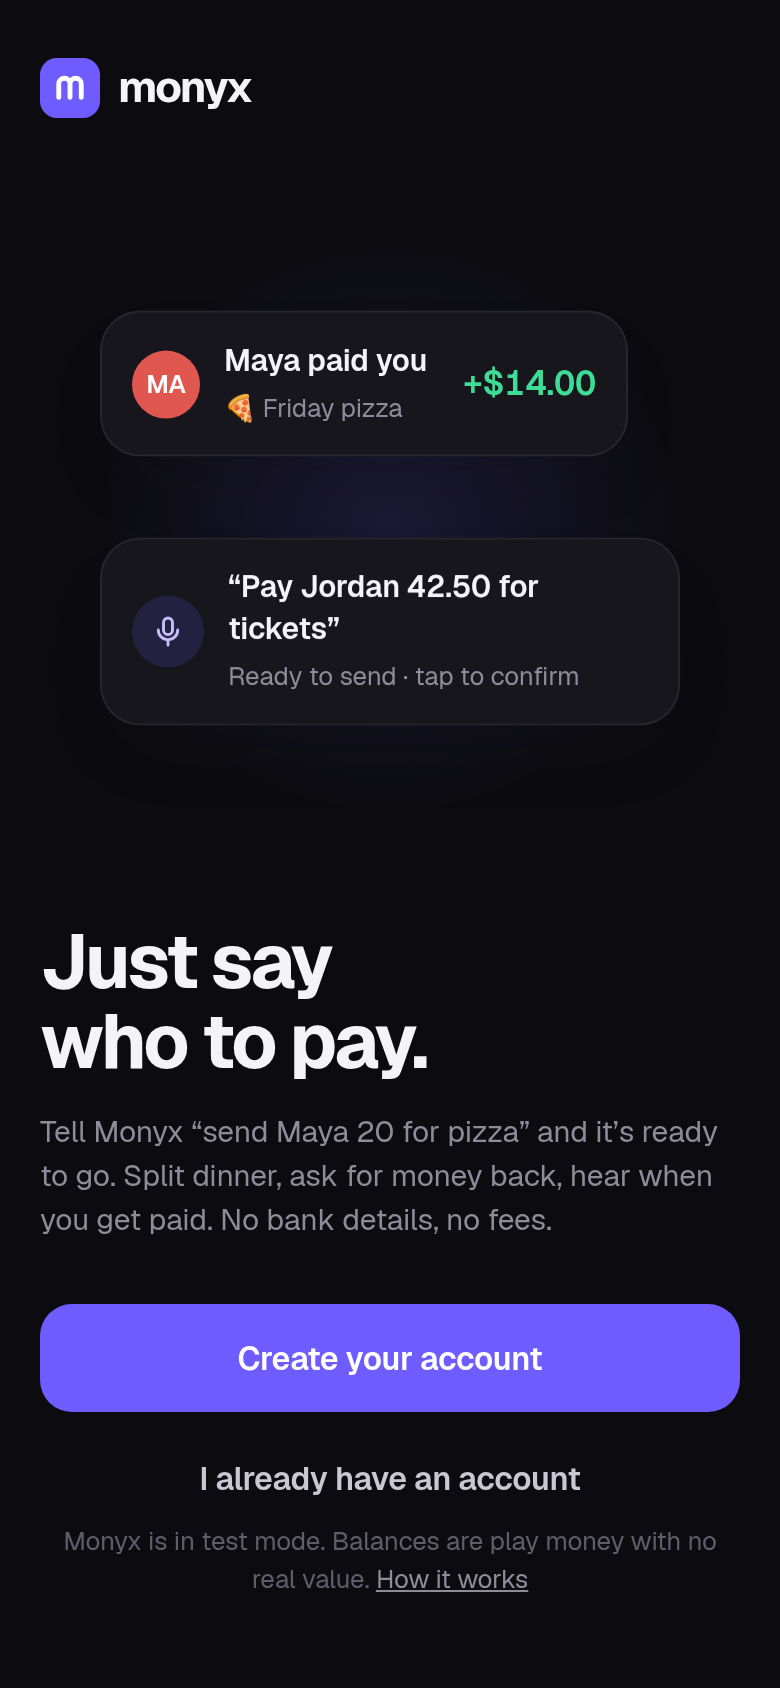 m monyx
MA
Maya paid you
🍕 Friday pizza
+$14.00
“Pay Jordan 42.50 for
tickets”
Ready to send · tap to confirm
Just say
who to pay.
Tell Monyx “send Maya 20 for pizza” and it’s ready
to go. Split dinner, ask for money back, hear when
you get paid. No bank details, no fees.
Create your account
I already have an account
Monyx is in test mode. Balances are play money with no
real value. How it works